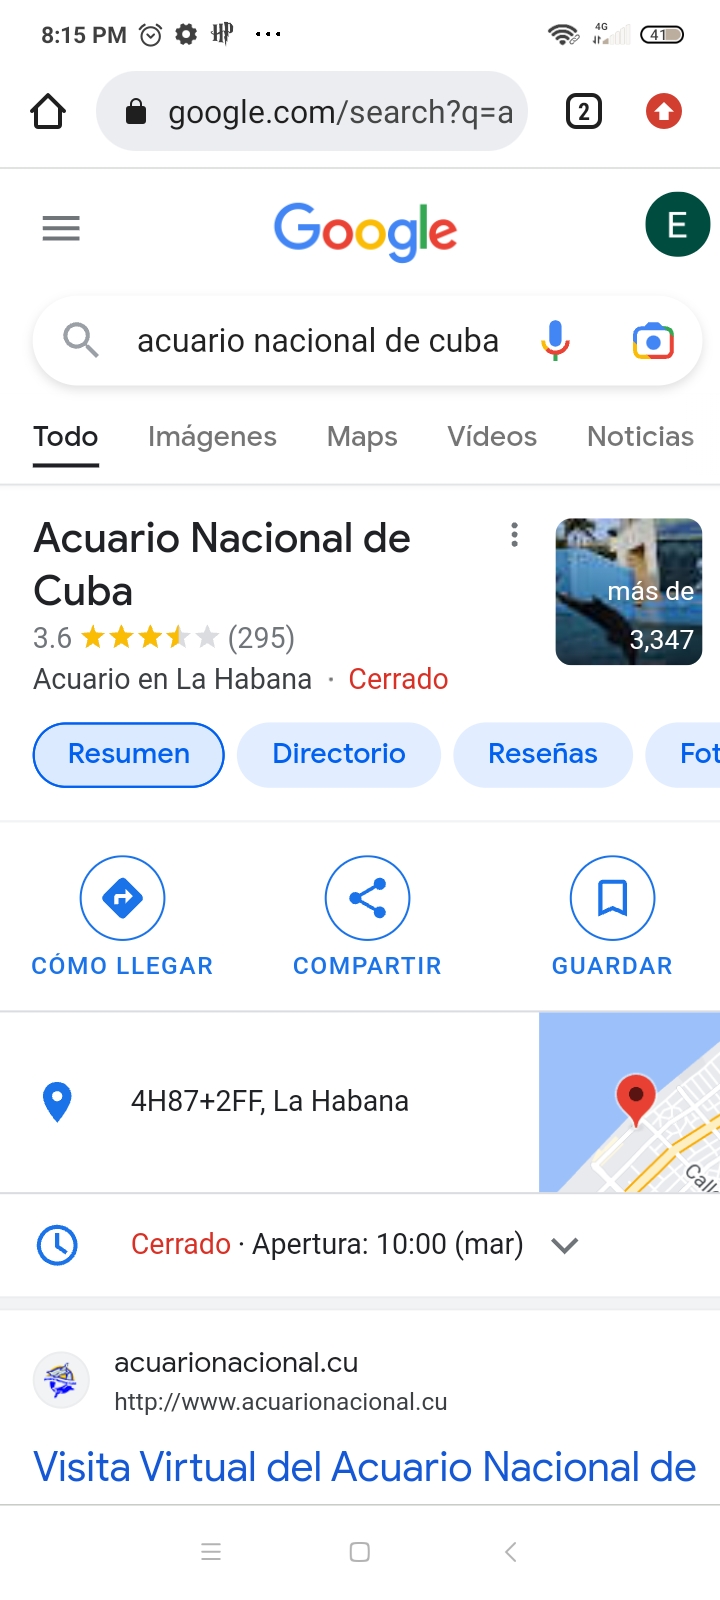 8:15 PM
4G
41
google.com/search?q=a
2
Google
E
acuario nacional de cuba
Todo
Imágenes
Maps
Vídeos
Noticias
Acuario Nacional de
Cuba
más de
3,347
3.6 (295)
Acuario en La Habana · Cerrado
Resumen
Directorio
Reseñas
Fot
CÓMO LLEGAR
COMPARTIR
GUARDAR
4H87+2FF, La Habana
Calle
Cerrado · Apertura: 10:00 (mar)
acuarionacional.cu
http://www.acuarionacional.cu
Visita Virtual del Acuario Nacional de